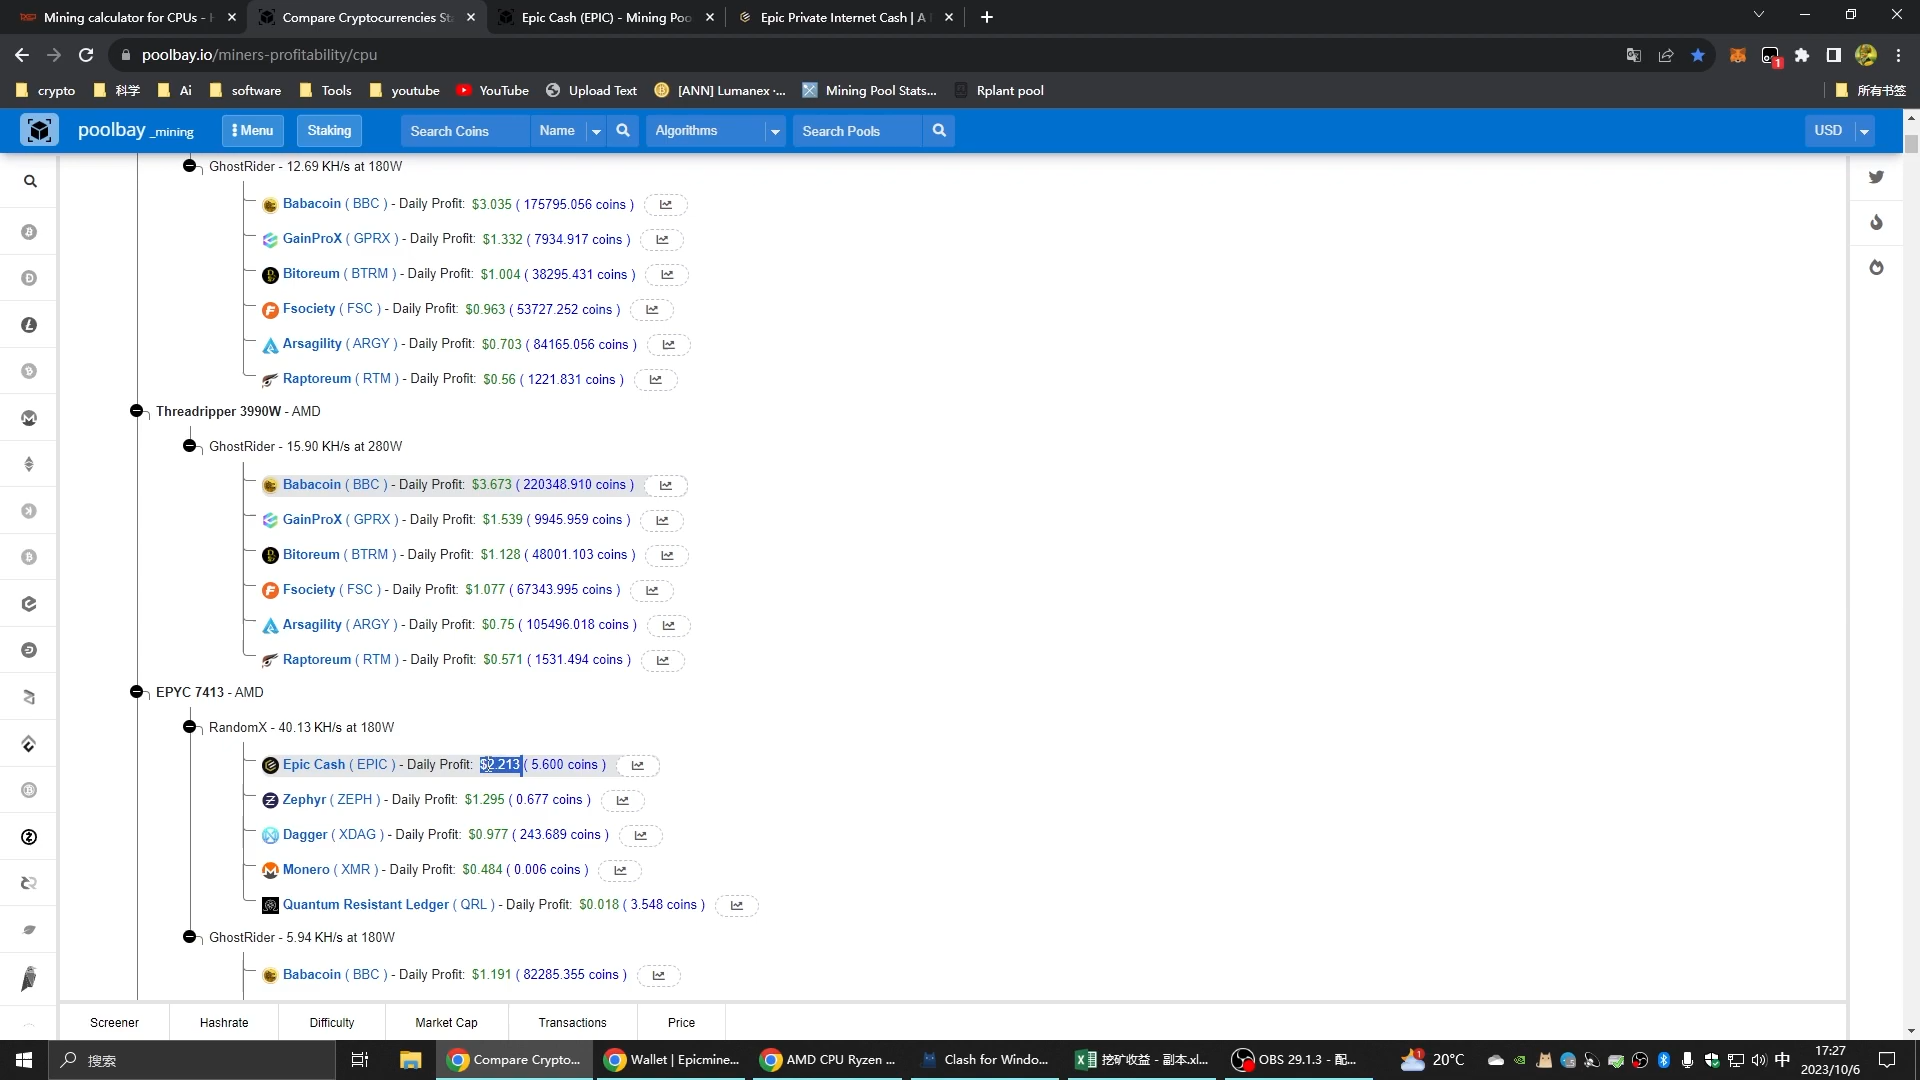 Mining calculator for CPUs - H
Compare Cryptocurrencies St
Epic Cash (EPIC) - Mining Poo
Epic Private Internet Cash | A
poolbay.io/miners-profitability/cpu
1
crypto
科学
Ai
software
Tools
youtube
YouTube
Upload Text
[ANN] Lumanex -...
Mining Pool Stats...
Rplant pool
所有书签
poolbay _mining
Menu
Staking
Search Coins
Name
Algorithms
Search Pools
USD
GhostRider - 12.69 KH/s at 180W
Babacoin ( BBC ) - Daily Profit: $3.035 ( 175795.056 coins )
GainProX ( GPRX ) - Daily Profit: $1.332 ( 7934.917 coins )
Bitoreum ( BTRM ) - Daily Profit: $1.004 ( 38295.431 coins )
Fsociety ( FSC ) - Daily Profit: $0.963 ( 53727.252 coins )
Arsagility ( ARGY ) - Daily Profit: $0.703 ( 84165.056 coins )
Raptoreum ( RTM ) - Daily Profit: $0.56 ( 1221.831 coins )
Threadripper 3990W - AMD
GhostRider - 15.90 KH/s at 280W
Babacoin ( BBC ) - Daily Profit: $3.673 ( 220348.910 coins )
GainProX ( GPRX ) - Daily Profit: $1.539 ( 9945.959 coins )
Bitoreum ( BTRM ) - Daily Profit: $1.128 ( 48001.103 coins )
Fsociety ( FSC ) - Daily Profit: $1.077 ( 67343.995 coins )
Arsagility ( ARGY ) - Daily Profit: $0.75 ( 105496.018 coins )
Raptoreum ( RTM ) - Daily Profit: $0.571 ( 1531.494 coins )
EPYC 7413 - AMD
RandomX - 40.13 KH/s at 180W
Epic Cash ( EPIC ) - Daily Profit: $2.213 ( 5.600 coins )
Zephyr ( ZEPH ) - Daily Profit: $1.295 ( 0.677 coins )
Dagger ( XDAG ) - Daily Profit: $0.977 ( 243.689 coins )
Monero ( XMR ) - Daily Profit: $0.484 ( 0.006 coins )
Quantum Resistant Ledger ( QRL ) - Daily Profit: $0.018 ( 3.548 coins )
GhostRider - 5.94 KH/s at 180W
Babacoin ( BBC ) - Daily Profit: $1.191 ( 82285.355 coins )
Screener
Hashrate
Difficulty
Market Cap
Transactions
Price
搜索
Compare Crypto...
Wallet | Epicmine...
AMD CPU Ryzen ...
Clash for Windo...
挖矿收益 - 副本.xl...
OBS 29.1.3 - 配...
1
20°C
中
17:27
2023/10/6